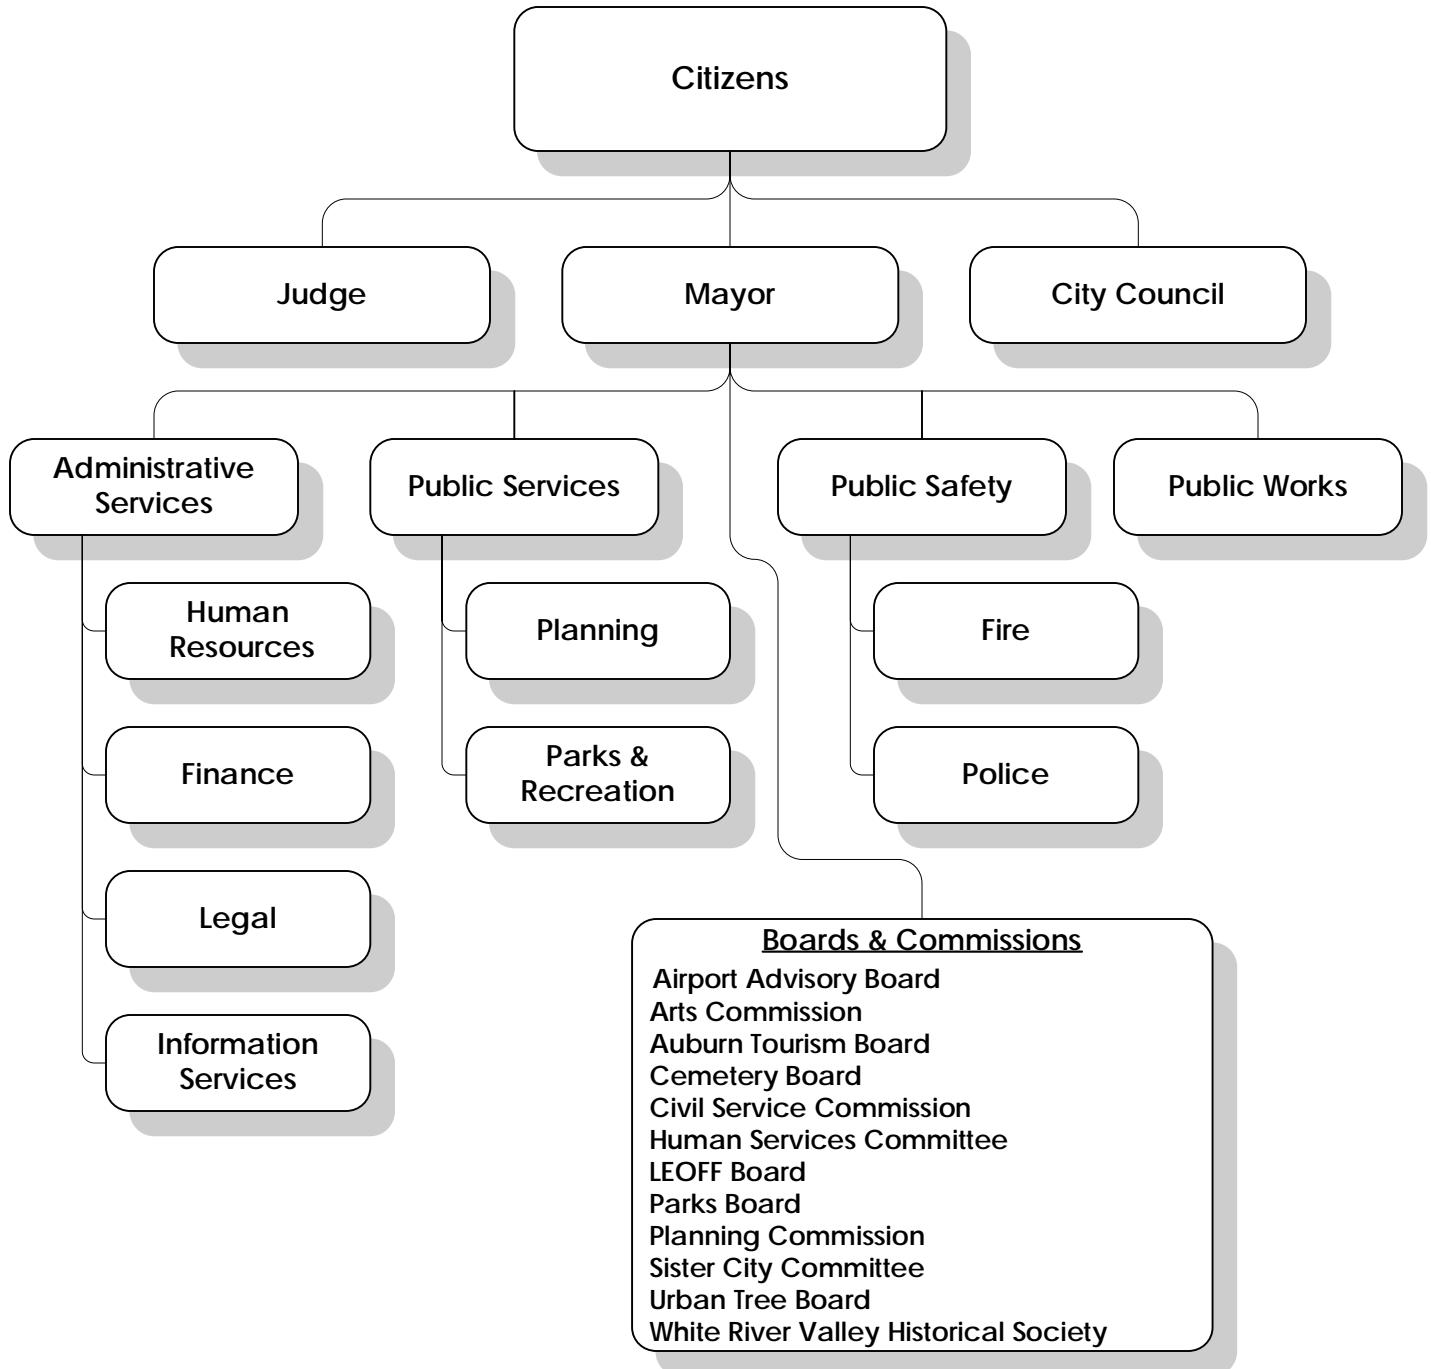 Citizens
Judge
Mayor
City Council
Administrative
Services
Public Services
Public Safety
Public Works
Human
Resources
Planning
Fire
Finance
Parks &
Recreation
Police
Legal
Information
Services
Boards & Commissions
Airport Advisory Board
Arts Commission
Auburn Tourism Board
Cemetery Board
Civil Service Commission
Human Services Committee
LEOFF Board
Parks Board
Planning Commission
Sister City Committee
Urban Tree Board
White River Valley Historical Society